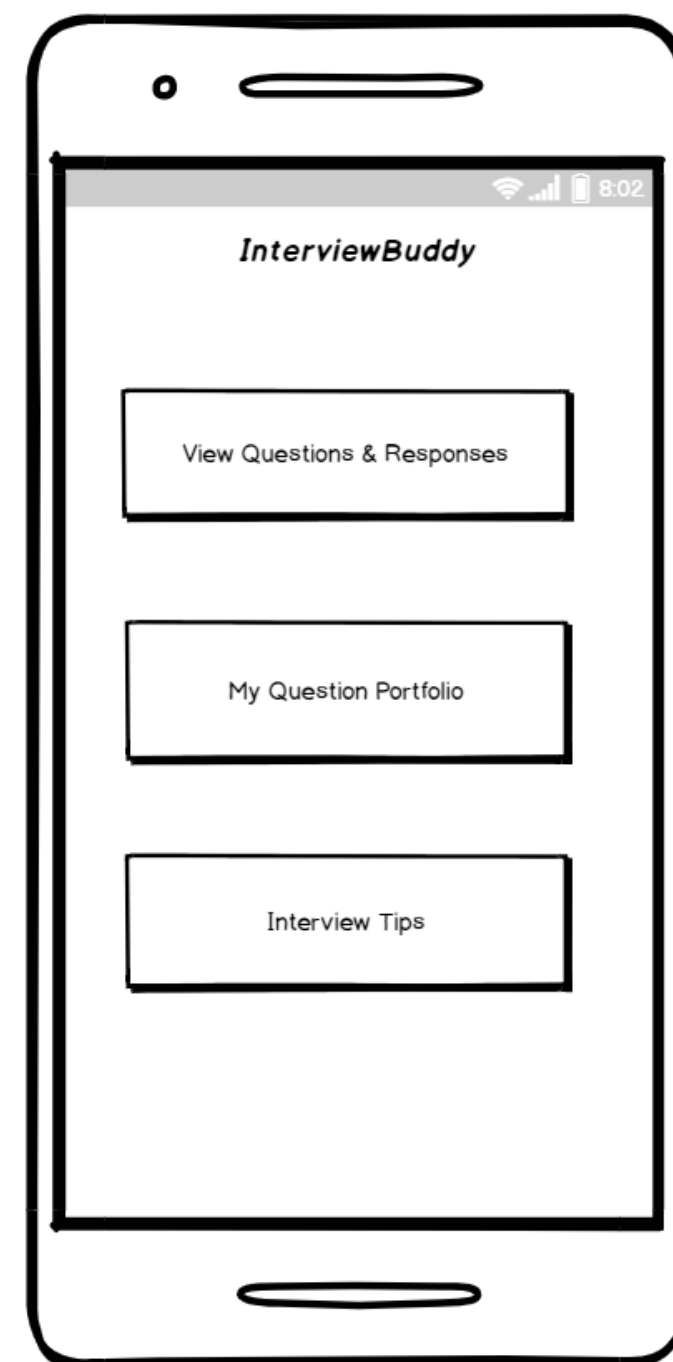 8:02
InterviewBuddy
View Questions & Responses
My Question Portfolio
Interview Tips